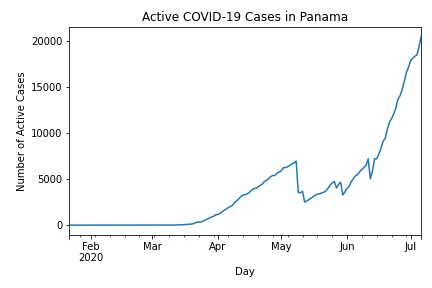 Active COVID-19 Cases in Panama
Number of Active Cases
20000
15000
10000
5000
0
Feb Mar Apr May Jun Jul
2020
Day